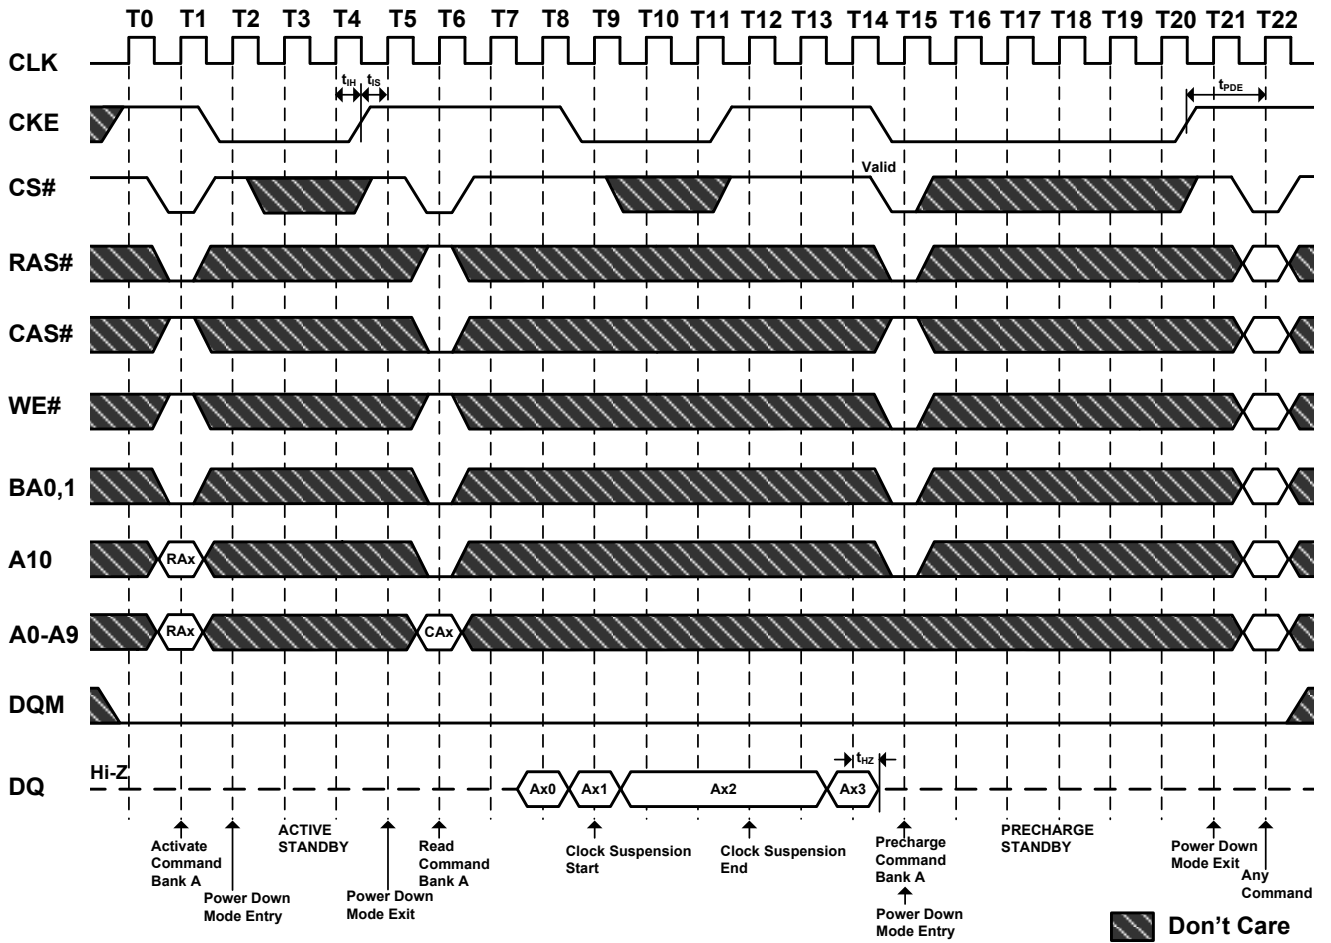 T0 T1 T2 T3 T4 T5 T6 T7 T8 T9 T10 T11 T12 T13 T14 T15 T16 T17 T18 T19 T20 T21 T22
CLK
tIH tIS
tPDE
CKE
Valid
CS#
RAS#
CAS#
WE#
BA0,1
A10
RAx
A0-A9
RAx
CAx
DQM
Hi-Z
tHZ
DQ
Ax0 Ax1 Ax2 Ax3
Activate
Command
Bank A
Power Down
Mode Entry
ACTIVE
STANDBY
Power Down
Mode Exit
Read
Command
Bank A
Clock Suspension
Start
Clock Suspension
End
Precharge
Command
Bank A
Power Down
Mode Entry
PRECHARGE
STANDBY
Power Down
Mode Exit
Any
Command
Don't Care